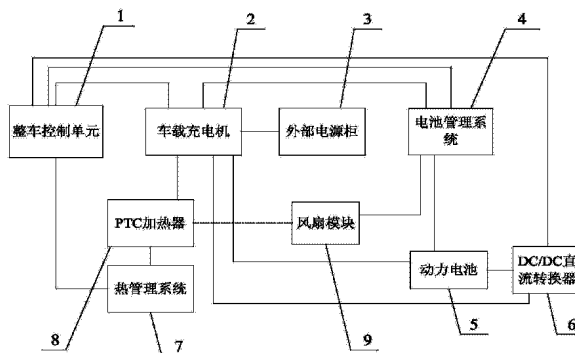 1
2
3
4
整车控制单元
车载充电机
外部电源柜
电池管理系
统
PTC加热器
风扇模块
热管理系统
动力电池
DC/DC直
流转换器
8
7
9
5
6